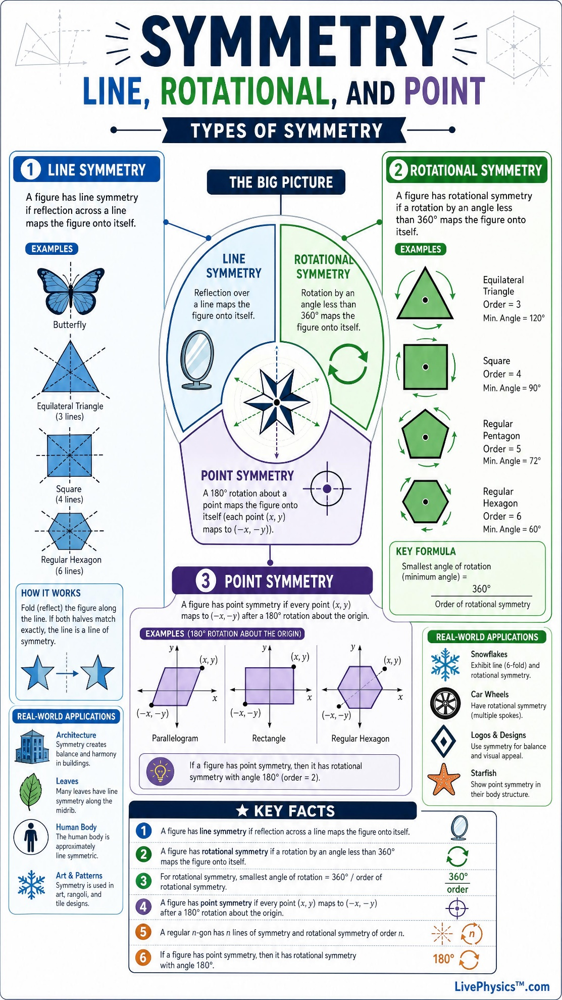 SYMMETRY
LINE, ROTATIONAL, AND POINT
TYPES OF SYMMETRY
1 LINE SYMMETRY
A figure has line symmetry
if reflection across a line
maps the figure onto itself.
EXAMPLES
Butterfly
Equilateral Triangle
(3 lines)
Square
(4 lines)
Regular Hexagon
(6 lines)
HOW IT WORKS
Fold (reflect) the figure along
the line. If both halves match
exactly, the line is a line of
symmetry.
REAL-WORLD APPLICATIONS
Architecture
Symmetry creates
balance and harmony
in buildings.
Leaves
Many leaves have line
symmetry along the
midrib.
Human Body
The human body is
approximately
line symmetric.
Art & Patterns
Symmetry is used in
art, rangoli, and
tile designs.
THE BIG PICTURE
LINE
SYMMETRY
Reflection over
a line maps the
figure onto itself.
ROTATIONAL
SYMMETRY
Rotation by an
angle less than
360° maps the
figure onto itself.
POINT SYMMETRY
A 180° rotation about a
point maps the figure onto
itself (each point (x, y)
maps to (−x, −y)).
2 ROTATIONAL SYMMETRY
A figure has rotational symmetry
if a rotation by an angle less
than 360° maps the figure onto
itself.
EXAMPLES
Equilateral
Triangle
Order = 3
Min. Angle = 120°
Square
Order = 4
Min. Angle = 90°
Regular
Pentagon
Order = 5
Min. Angle = 72°
Regular
Hexagon
Order = 6
Min. Angle = 60°
KEY FORMULA
Smallest angle of rotation
(minimum angle) =
360°
Order of rotational symmetry
3 POINT SYMMETRY
A figure has point symmetry if every point (x, y)
maps to (−x, −y) after a 180° rotation about the origin.
EXAMPLES (180° ROTATION ABOUT THE ORIGIN)
y
(x, y)
x
(−x, −y)
Parallelogram
y
(x, y)
x
(−x, −y)
Rectangle
y
(x, y)
x
(−x, −y)
Regular Hexagon
If a figure has point symmetry, then it has rotational
symmetry with angle 180° (order = 2).
REAL-WORLD APPLICATIONS
Snowflakes
Exhibit line (6-fold) and
rotational symmetry.
Car Wheels
Have rotational symmetry
(multiple spokes).
Logos & Designs
Use symmetry for balance
and visual appeal.
Starfish
Show point symmetry in
their body structure.
★ KEY FACTS
1 A figure has line symmetry if reflection across a line maps the figure onto itself.
2 A figure has rotational symmetry if a rotation by an angle less than 360°
maps the figure onto itself.
3 For rotational symmetry, smallest angle of rotation = 360° / order of
rotational symmetry.
360°
order
4 A figure has point symmetry if every point (x, y) maps to (−x, −y)
after a 180° rotation about the origin.
5 A regular n-gon has n lines of symmetry and rotational symmetry of order n.
n
6 If a figure has point symmetry, then it has rotational symmetry
with angle 180°.
180°
LivePhysics™.com